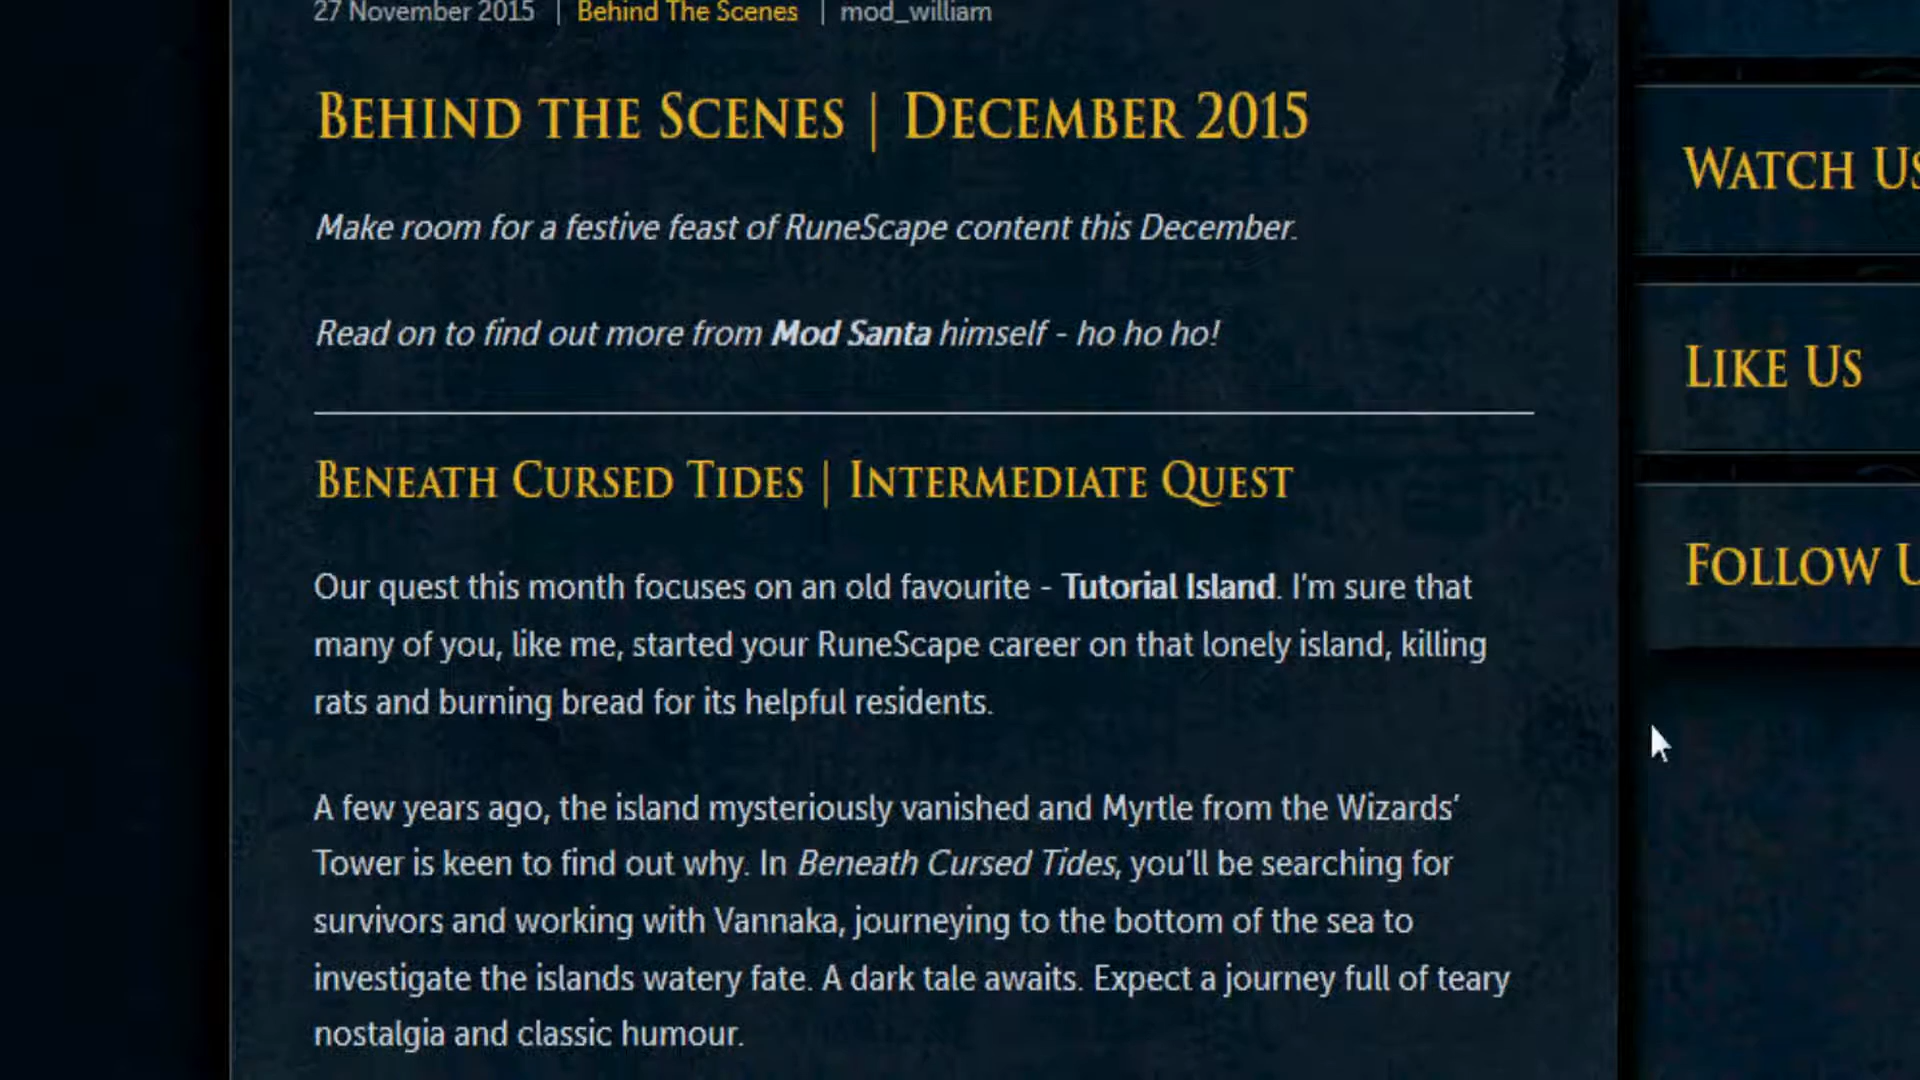 27 November 2015 | Behind The Scenes | mod_william
BEHIND THE SCENES | DECEMBER 2015
Make room for a festive feast of RuneScape content this December.
Read on to find out more from Mod Santa himself - ho ho ho!
BENEATH CURSED TIDES | INTERMEDIATE QUEST
Our quest this month focuses on an old favourite - Tutorial Island. I'm sure that
many of you, like me, started your RuneScape career on that lonely island, killing
rats and burning bread for its helpful residents.
A few years ago, the island mysteriously vanished and Myrtle from the Wizards'
Tower is keen to find out why. In Beneath Cursed Tides, you'll be searching for
survivors and working with Vannaka, journeying to the bottom of the sea to
investigate the islands watery fate. A dark tale awaits. Expect a journey full of teary
nostalgia and classic humour.
WATCH US
LIKE US
FOLLOW U